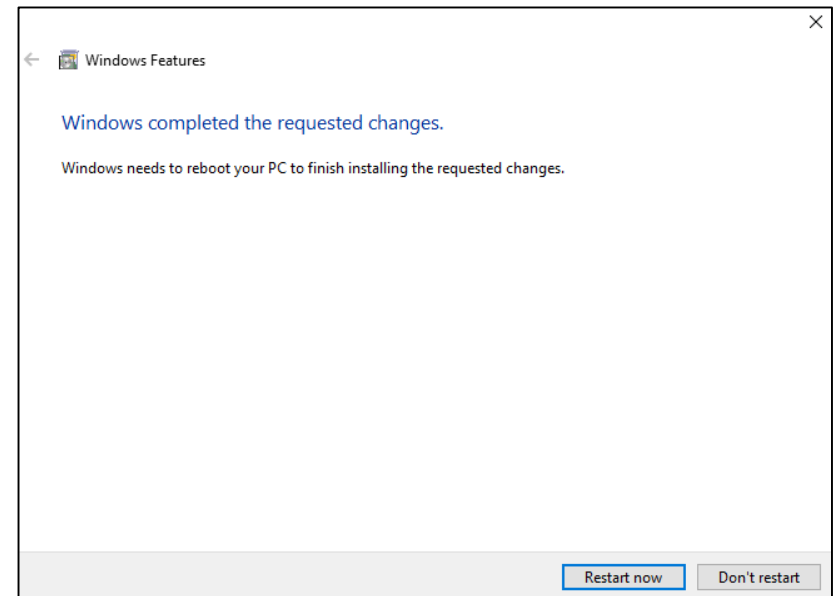 Windows Features
Windows completed the requested changes.
Windows needs to reboot your PC to finish installing the requested changes.
Restart now
Don't restart